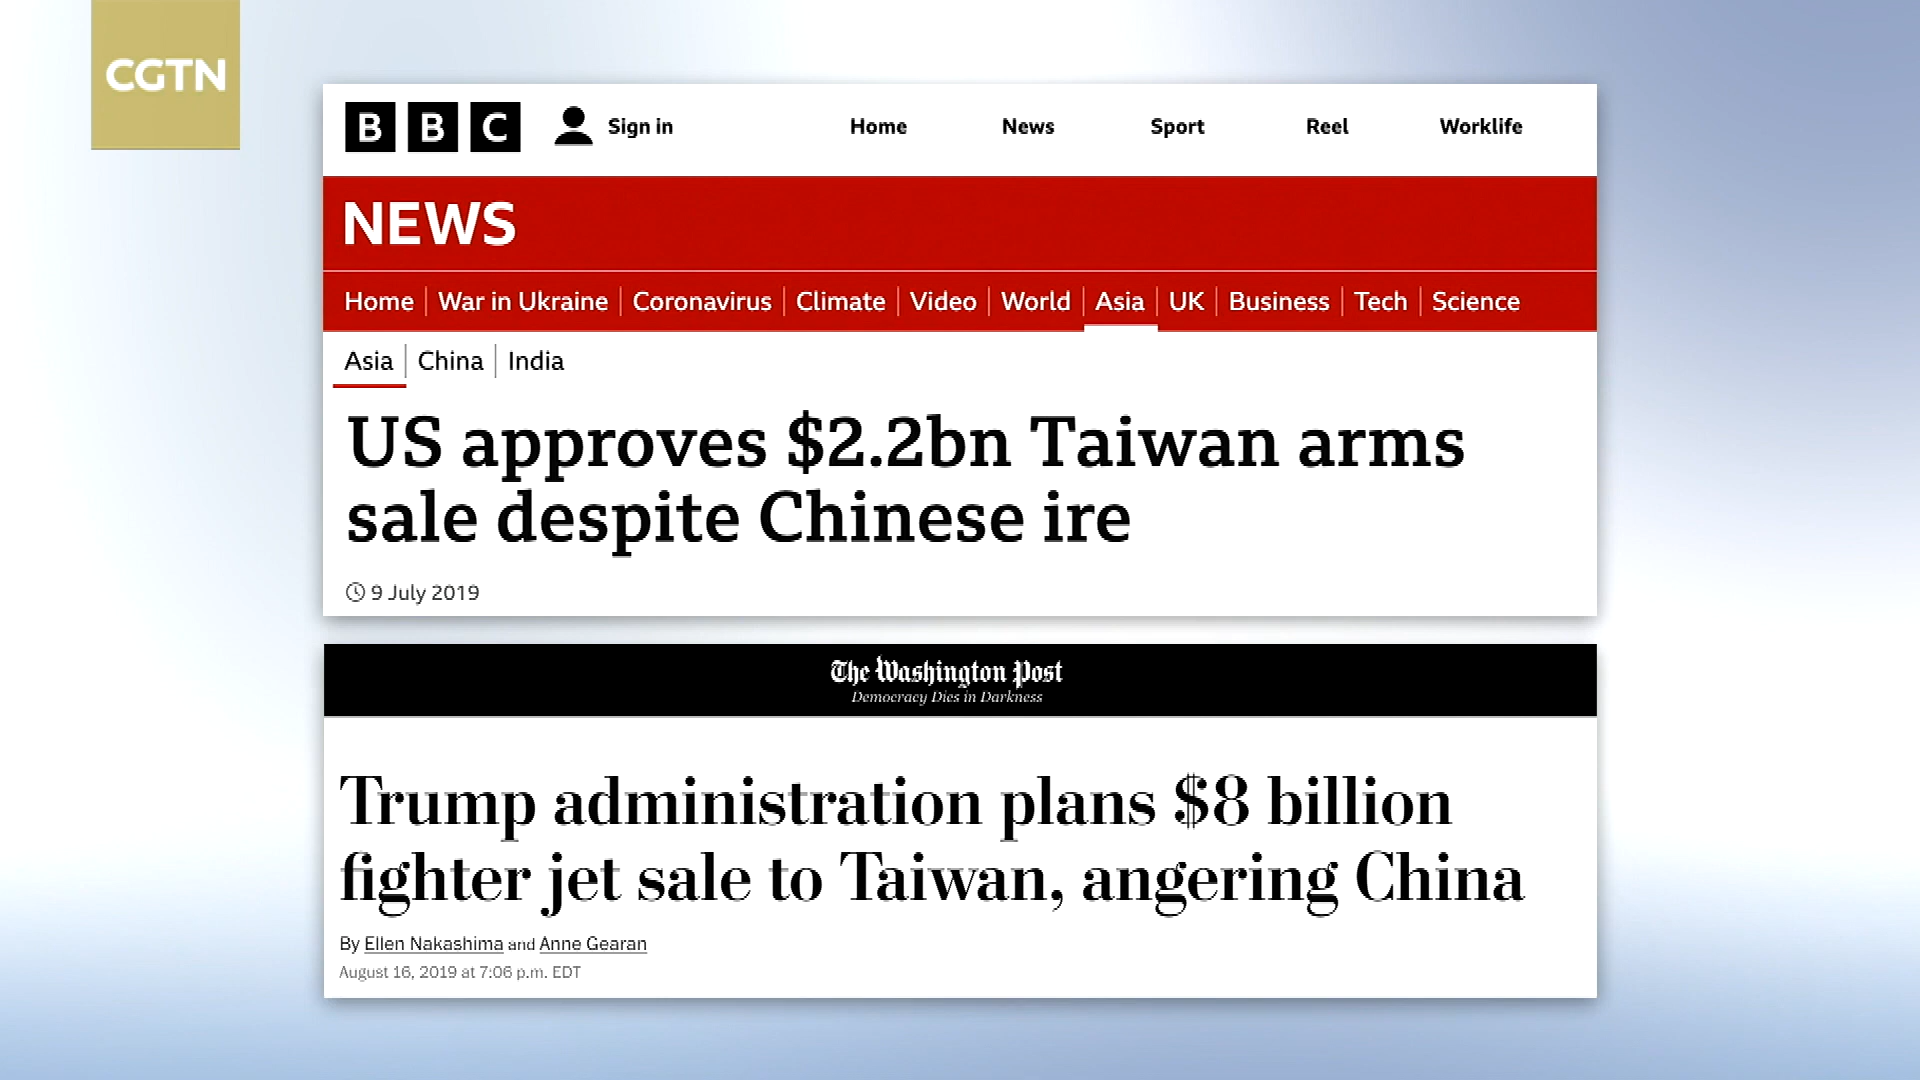 CGTN
BBC Sign in Home News Sport Reel Worklife
NEWS
Home War in Ukraine Coronavirus Climate Video World Asia UK Business Tech Science
Asia China India
US approves $2.2bn Taiwan arms
sale despite Chinese ire
9 July 2019
The Washington Post
Democracy Dies in Darkness
Trump administration plans $8 billion
fighter jet sale to Taiwan, angering China
By Ellen Nakashima and Anne Gearan
August 16, 2019 at 7:06 p.m. EDT